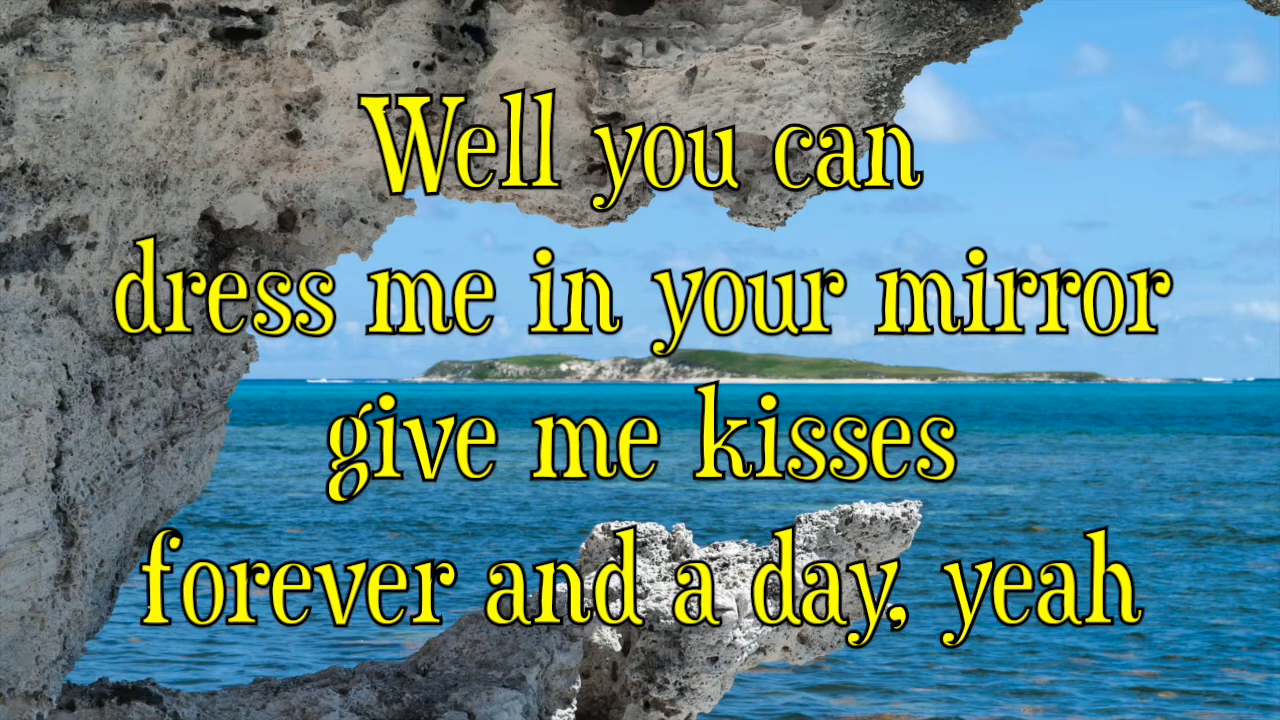 Well you can
dress me in your mirror
give me kisses
forever and a day, yeah